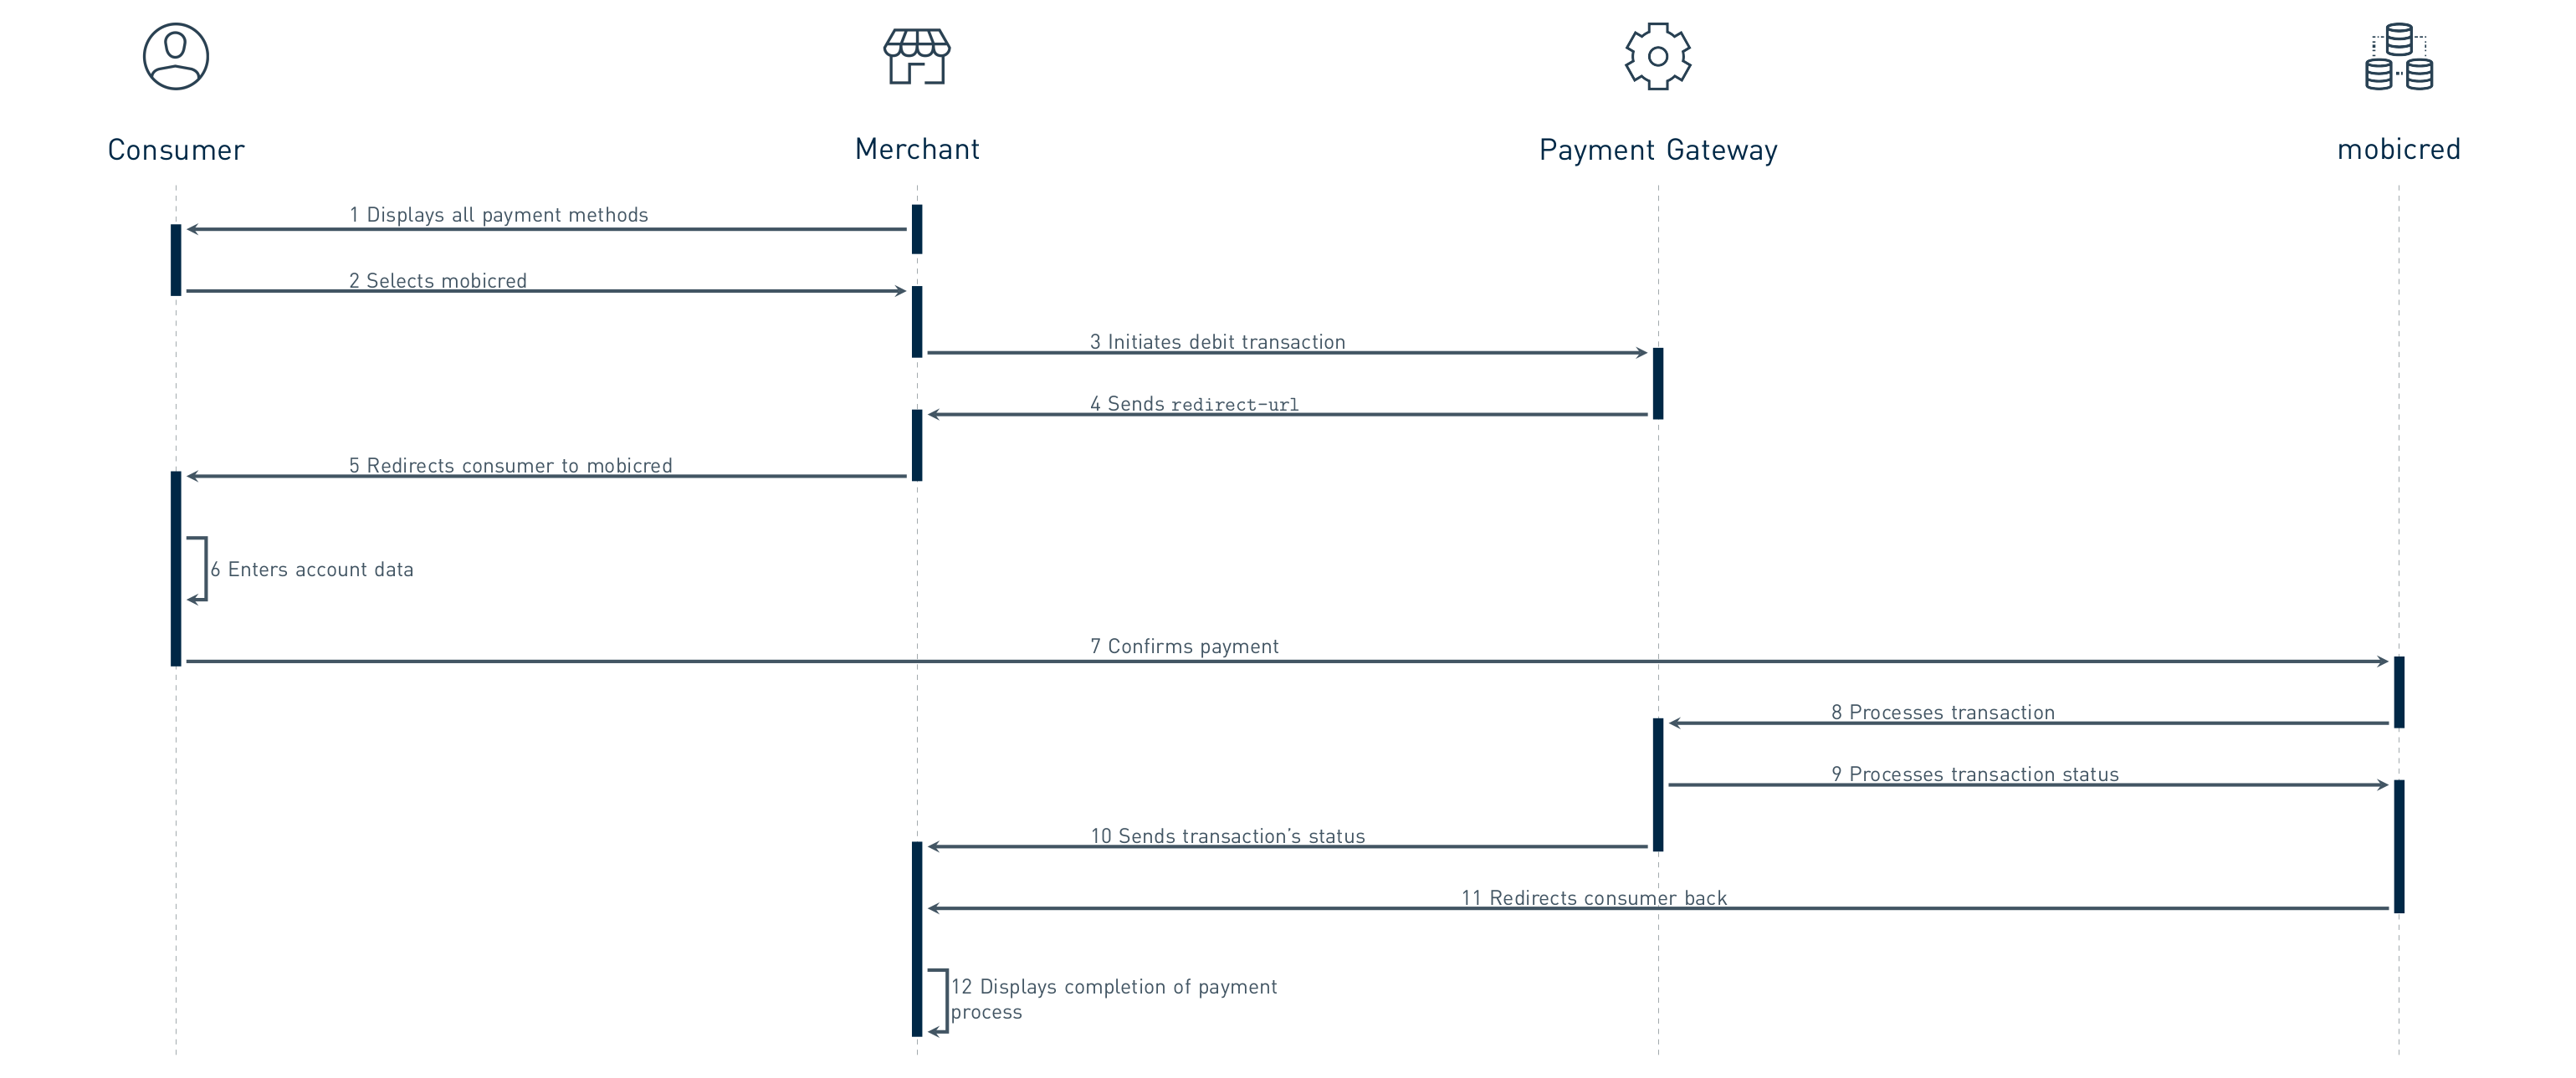 Consumer
Merchant
Payment Gateway
mobicred
1 Displays all payment methods
2 Selects mobicred
3 Initiates debit transaction
4 Sends redirect-url
5 Redirects consumer to mobicred
6 Enters account data
7 Confirms payment
8 Processes transaction
9 Processes transaction status
10 Sends transaction's status
11 Redirects consumer back
12 Displays completion of payment
process